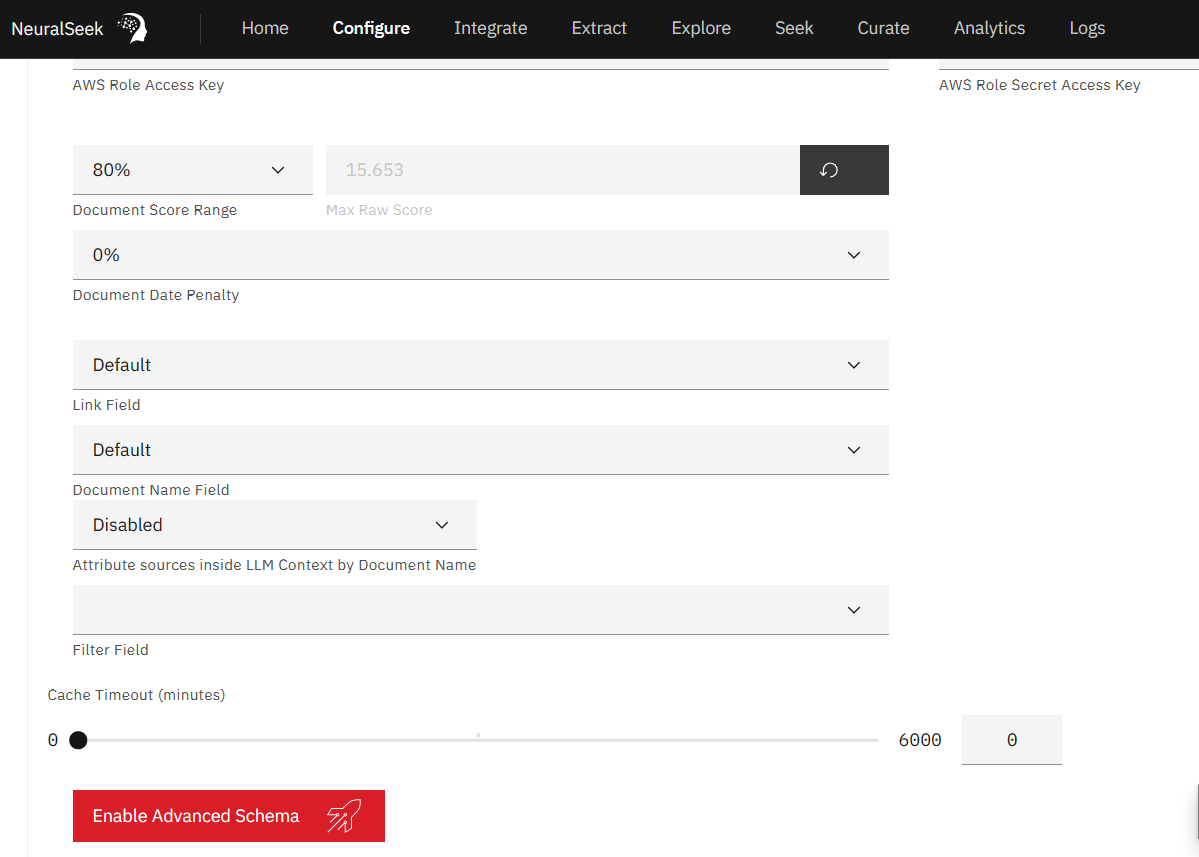 NeuralSeek Home Configure Integrate Extract Explore Seek Curate Analytics Logs
AWS Role Access Key AWS Role Secret Access Key
80% 15.653
Document Score Range Max Raw Score
0%
Document Date Penalty
Default
Link Field
Default
Document Name Field
Disabled
Attribute sources inside LLM Context by Document Name
Filter Field
Cache Timeout (minutes)
0 6000 0
Enable Advanced Schema